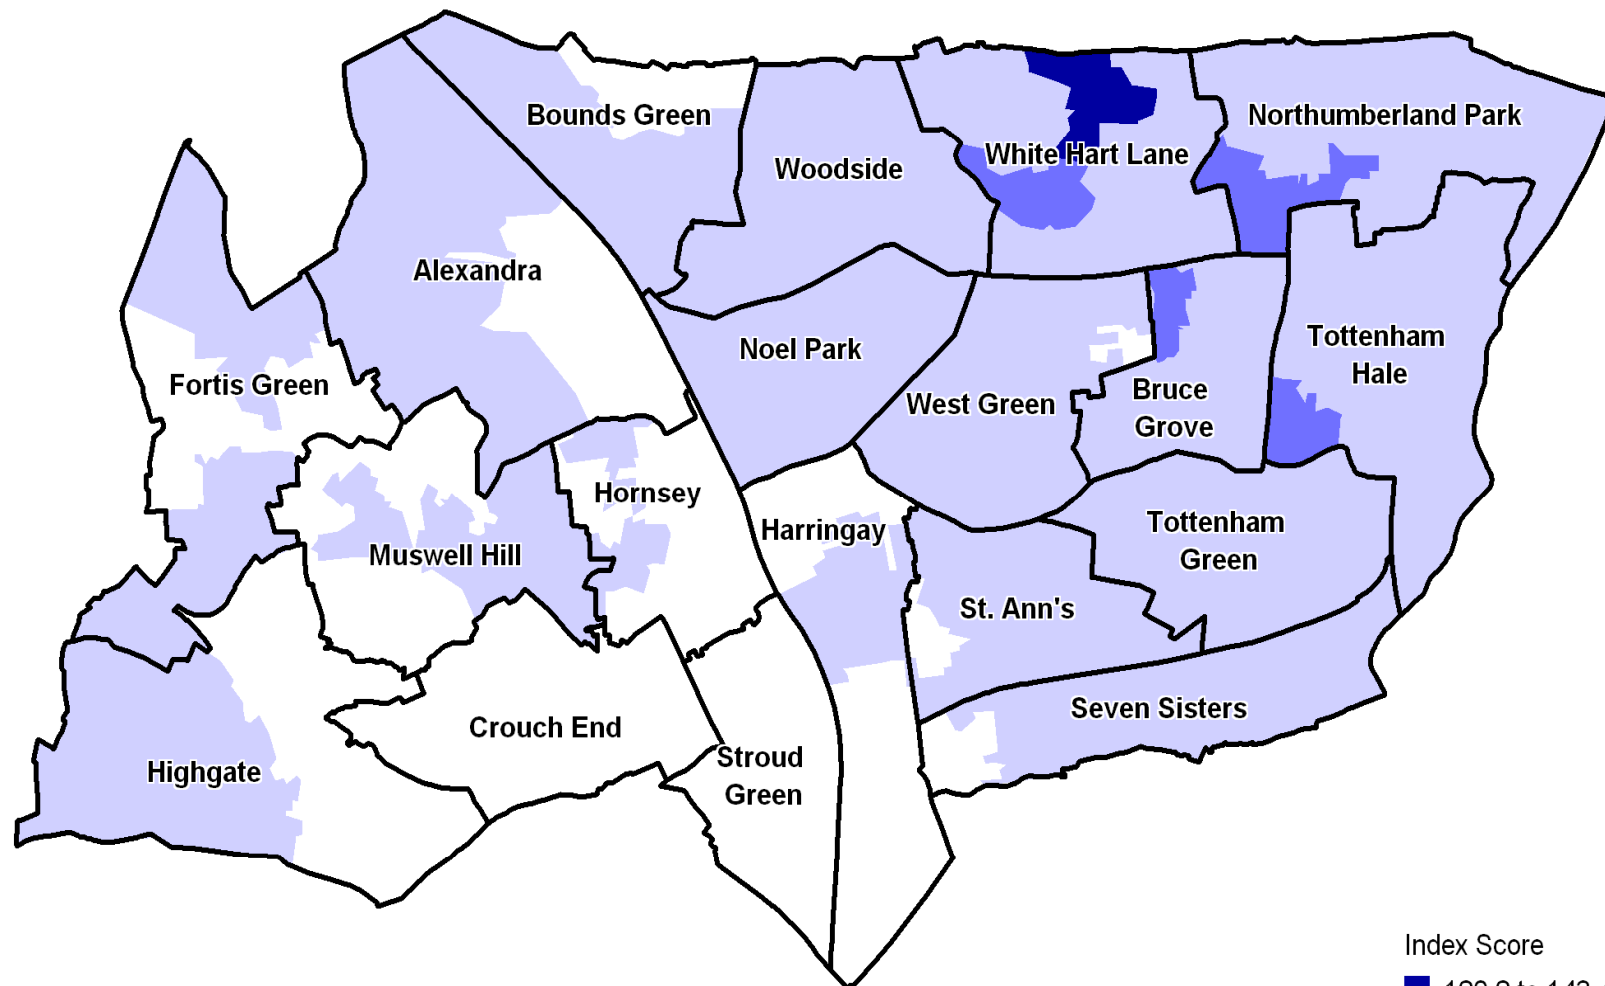 Bounds Green
Northumberland Park
Woodside
White Hart Lane
Alexandra
Tottenham
Hale
Noel Park
Fortis Green
West Green
Bruce
Grove
Hornsey
Harringay
Tottenham
Green
Muswell Hill
St. Ann's
Seven Sisters
Crouch End
Highgate
Stroud
Green
Index Score